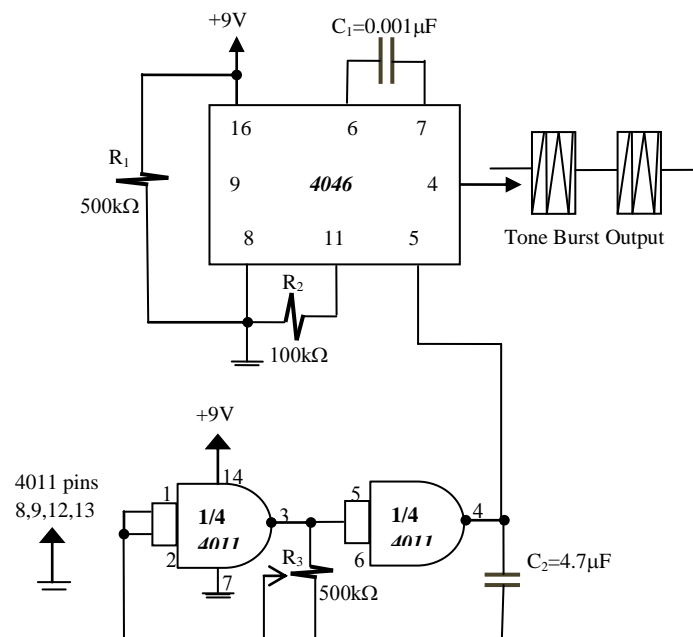 +9V
C₁=0.001µF
16
6
7
R₁
500kΩ
9
4046
4
8
11
5
Tone Burst Output
R₂
100kΩ
+9V
4011 pins
8,9,12,13
14
1
1/4
4011
3
2
7
5
1/4
4011
4
6
R₃
500kΩ
C₂=4.7µF